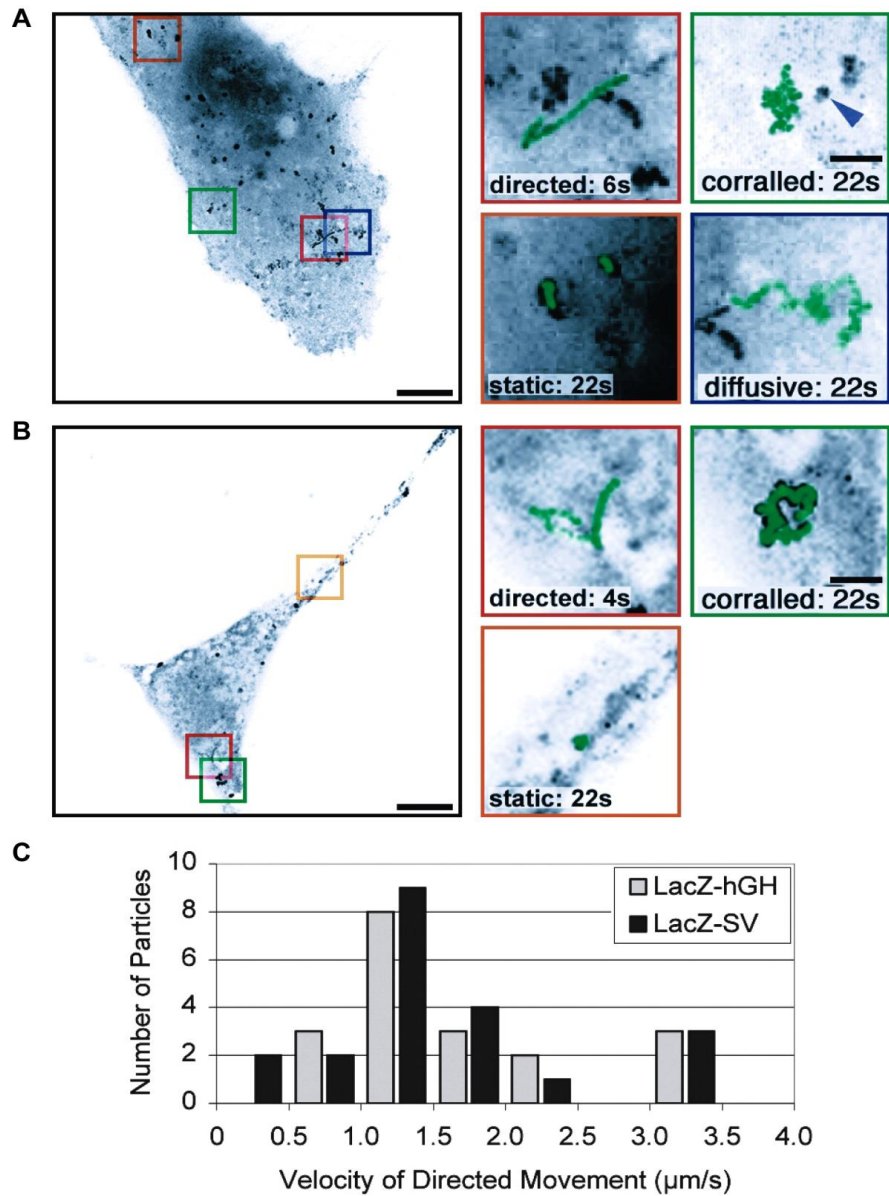 A
directed: 6s
corralled: 22s
static: 22s
diffusive: 22s
B
directed: 4s
corralled: 22s
static: 22s
C
Number of Particles
10
8
6
4
2
0
LacZ-hGH
LacZ-SV
0 0.5 1.0 1.5 2.0 2.5 3.0 3.5 4.0
Velocity of Directed Movement (µm/s)